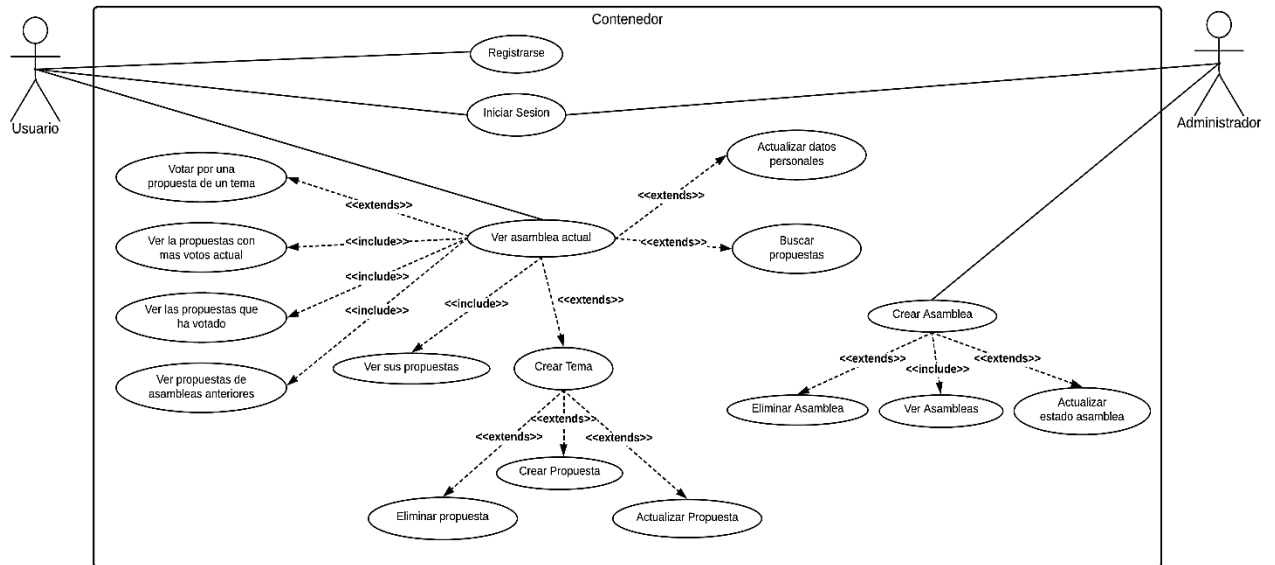 Contenedor
Registrarse
Iniciar Sesion
Usuario
Administrador
Actualizar datos
personales
Votar por una
propuesta de un tema
<<extends>>
<<extends>>
Ver asamblea actual
Ver la propuestas con
mas votos actual
<<include>>
<<extends>>
Buscar
propuestas
<<include>>
Ver las propuestas que
ha votado
<<include>>
<<include>>
<<extends>>
Crear Asamblea
Ver propuestas de
asambleas anteriores
Ver sus propuestas
Crear Tema
<<extends>>
<<extends>>
<<include>>
Eliminar Asamblea
Ver Asambleas
Actualizar
estado asamblea
<<extends>>
<<extends>>
<<extends>>
Crear Propuesta
Eliminar propuesta
Actualizar Propuesta